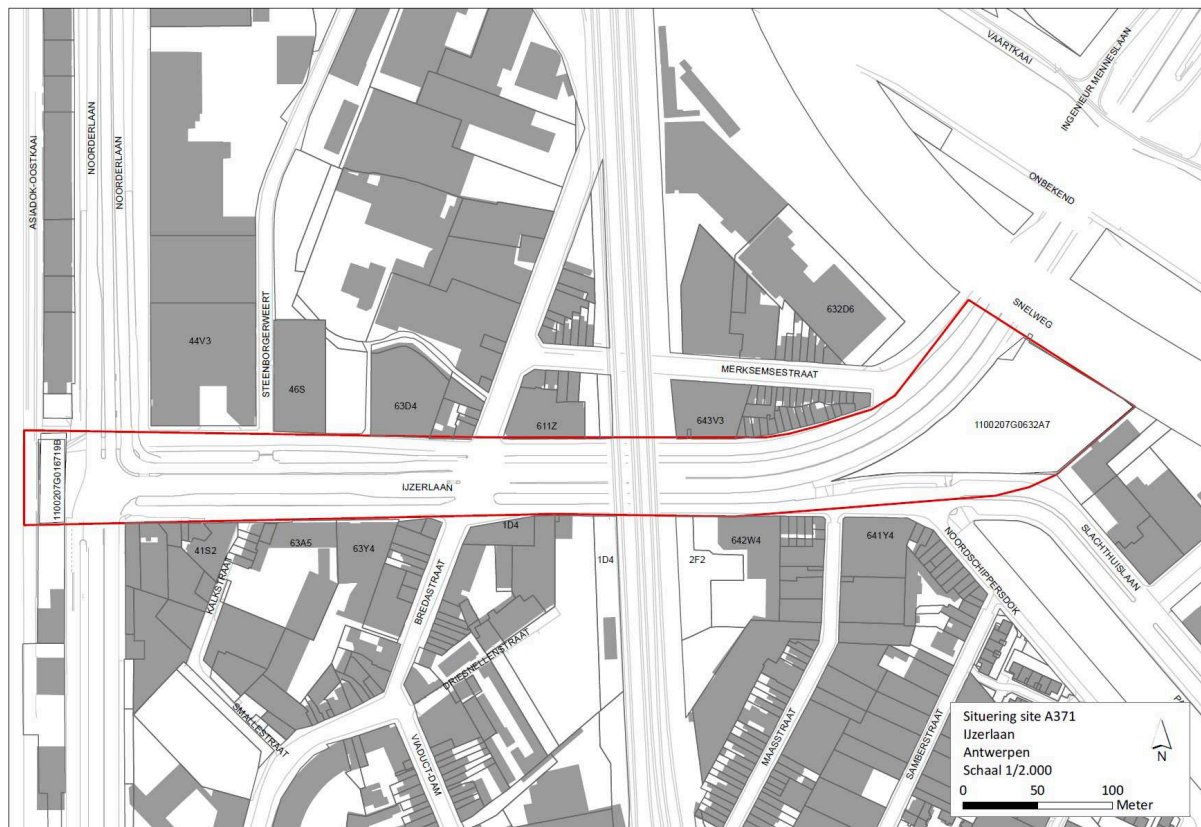 VAARTKAAI
INGENIEUR MENNESLAAN
ONBEKEND
SNELWEG
ASIADOK-OOSTKAAI
NOORDERLAAN
NOORDERLAAN
STEENBORGERWEERT
44V3
46S
63D4
611Z
632D6
MERKSEMSESTRAAT
643V3
1100207G0632A7
1100207G016719B
IJZERLAAN
41S2
63A5
63Y4
1D4
1D4
2F2
642W4
641Y4
KALKSTRAAT
BREDASTRAAT
DRIESNELLENSTRAAT
SMALLESTRAAT
VIADUCT-DAM
MAASSTRAAT
SAMBERSTRAAT
NOORDSCHIPPERSDOK
SLACHTHUISLAAN
Situering site A371
IJzerlaan
Antwerpen
Schaal 1/2.000
N
0 50 100
Meter